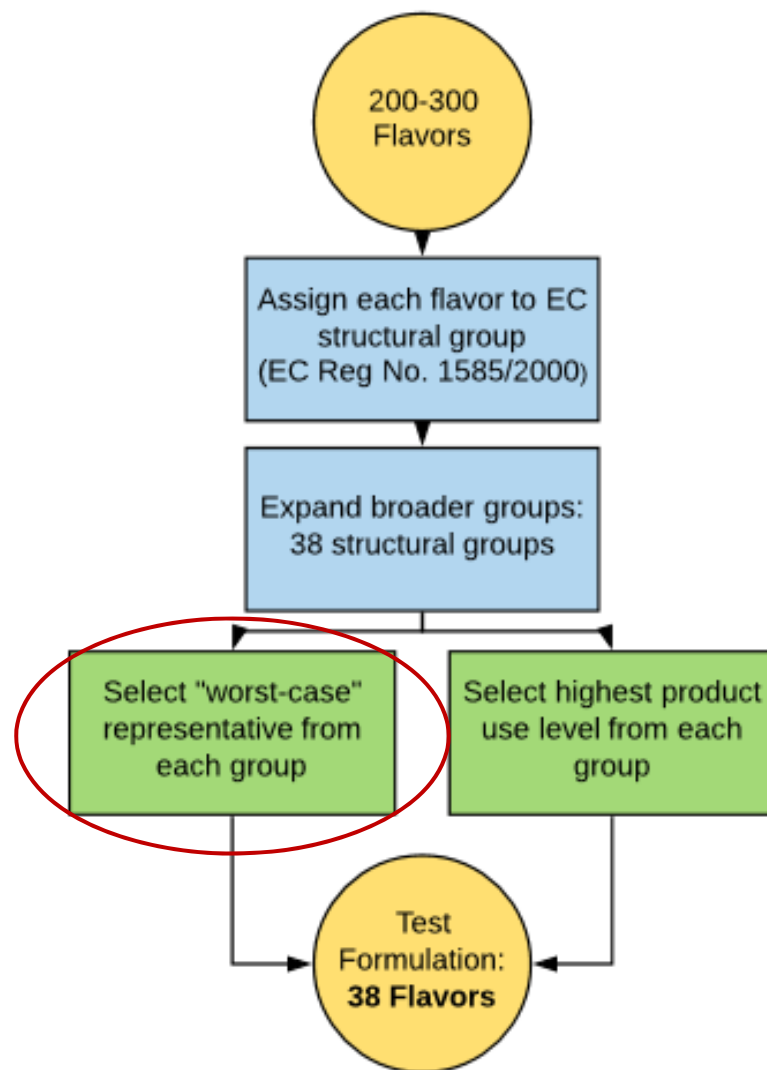 200-300
Flavors
Assign each flavor to EC
structural group
(EC Reg No. 1585/2000)
Expand broader groups:
38 structural groups
Select "worst-case"
representative from
each group
Select highest product
use level from each
group
Test
Formulation:
38 Flavors